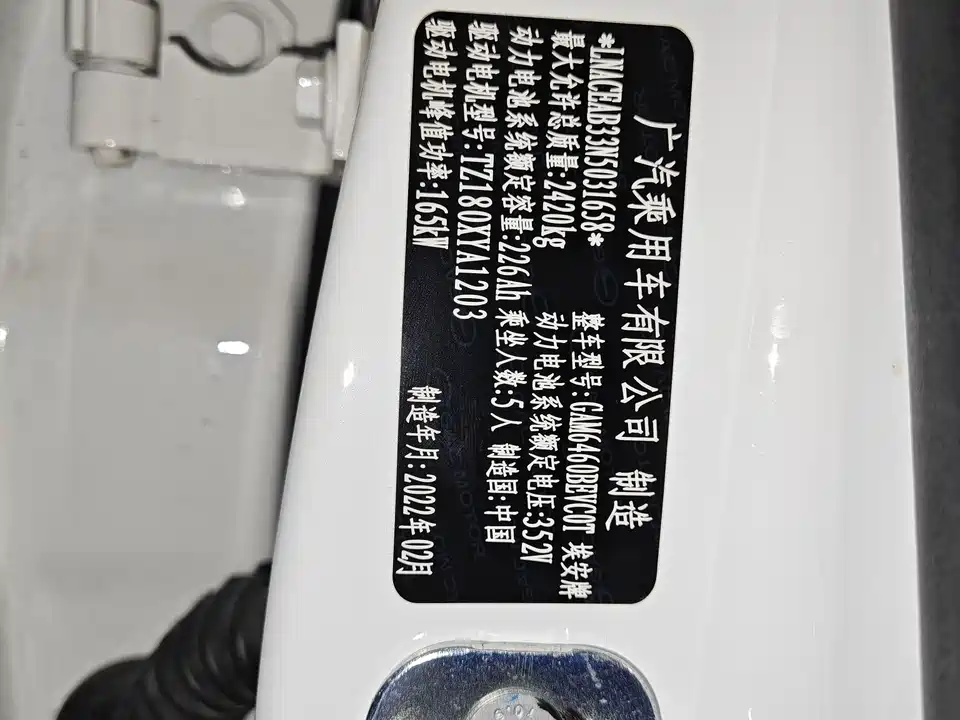 广汽乘用车有限公司 制造
*LNACEAB33N5031658* 整车型号:GAM6460BEVC0T 埃安牌
最大允许总质量:2420kg 动力电池系统额定电压:352V
动力电池系统额定容量:226Ah 乘坐人数:5人 制造国:中国
驱动电机型号:TZ180XYA1203
驱动电机峰值功率:165kW 制造年月:2022年02月